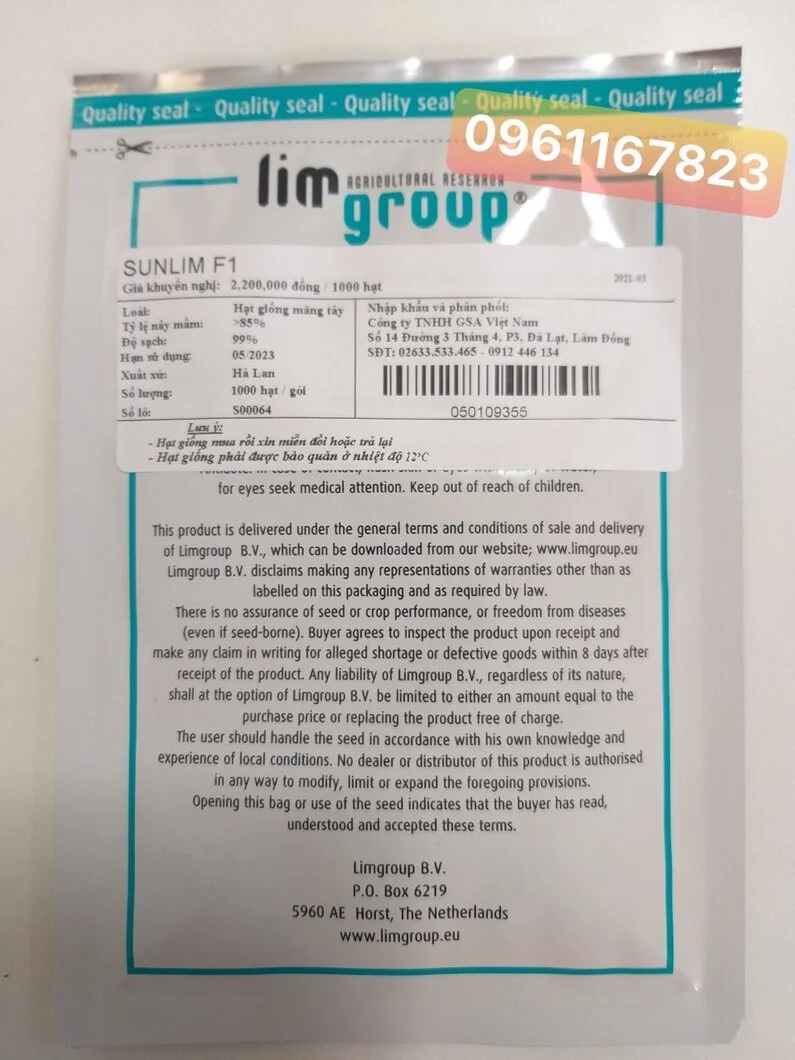 Quality seal - Quality seal - Quality seal - Quality seal - Quality seal
0961167823
lim AGRICULTURAL RESEARCH
group®
SUNLIM F1
Giá khuyến nghị: 2,200,000 đồng / 1000 hạt
2021-05
Loài: Hạt giống măng tây
Tỷ lệ nảy mầm: >85%
Độ sạch: 99%
Hạn sử dụng: 05/2023
Xuất xứ: Hà Lan
Số lượng: 1000 hạt / gói
Số lô: S00064
Nhập khẩu và phân phối:
Công ty TNHH GSA Việt Nam
Số 14 Đường 3 Tháng 4, P3, Đà Lạt, Lâm Đồng
SĐT: 02633.533.465 - 0912 446 134
050109355
Lưu ý:
- Hạt giống mua rồi xin miễn đổi hoặc trả lại
- Hạt giống phải được bảo quản ở nhiệt độ 12°C
for eyes seek medical attention. Keep out of reach of children.
This product is delivered under the general terms and conditions of sale and delivery
of Limgroup B.V., which can be downloaded from our website; www.limgroup.eu
Limgroup B.V. disclaims making any representations of warranties other than as
labelled on this packaging and as required by law.
There is no assurance of seed or crop performance, or freedom from diseases
(even if seed-borne). Buyer agrees to inspect the product upon receipt and
make any claim in writing for alleged shortage or defective goods within 8 days after
receipt of the product. Any liability of Limgroup B.V., regardless of its nature,
shall at the option of Limgroup B.V. be limited to either an amount equal to the
purchase price or replacing the product free of charge.
The user should handle the seed in accordance with his own knowledge and
experience of local conditions. No dealer or distributor of this product is authorised
in any way to modify, limit or expand the foregoing provisions.
Opening this bag or use of the seed indicates that the buyer has read,
understood and accepted these terms.
Limgroup B.V.
P.O. Box 6219
5960 AE Horst, The Netherlands
www.limgroup.eu